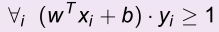 ∀ᵢ (wᵀxᵢ + b) · yᵢ ≥ 1